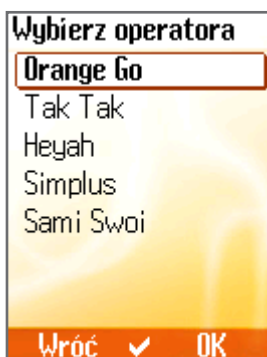 Wybierz operatora
Orange Go
Tak Tak
Heyah
Simplus
Sami Swoi
Wróć OK